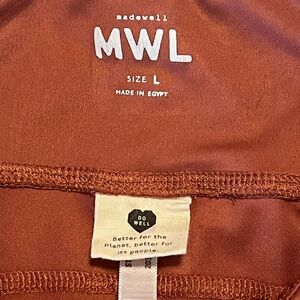 madewell
MWL
SIZE L
MADE IN EGYPT
DO
WELL
Better for the
planet, better for
its people.